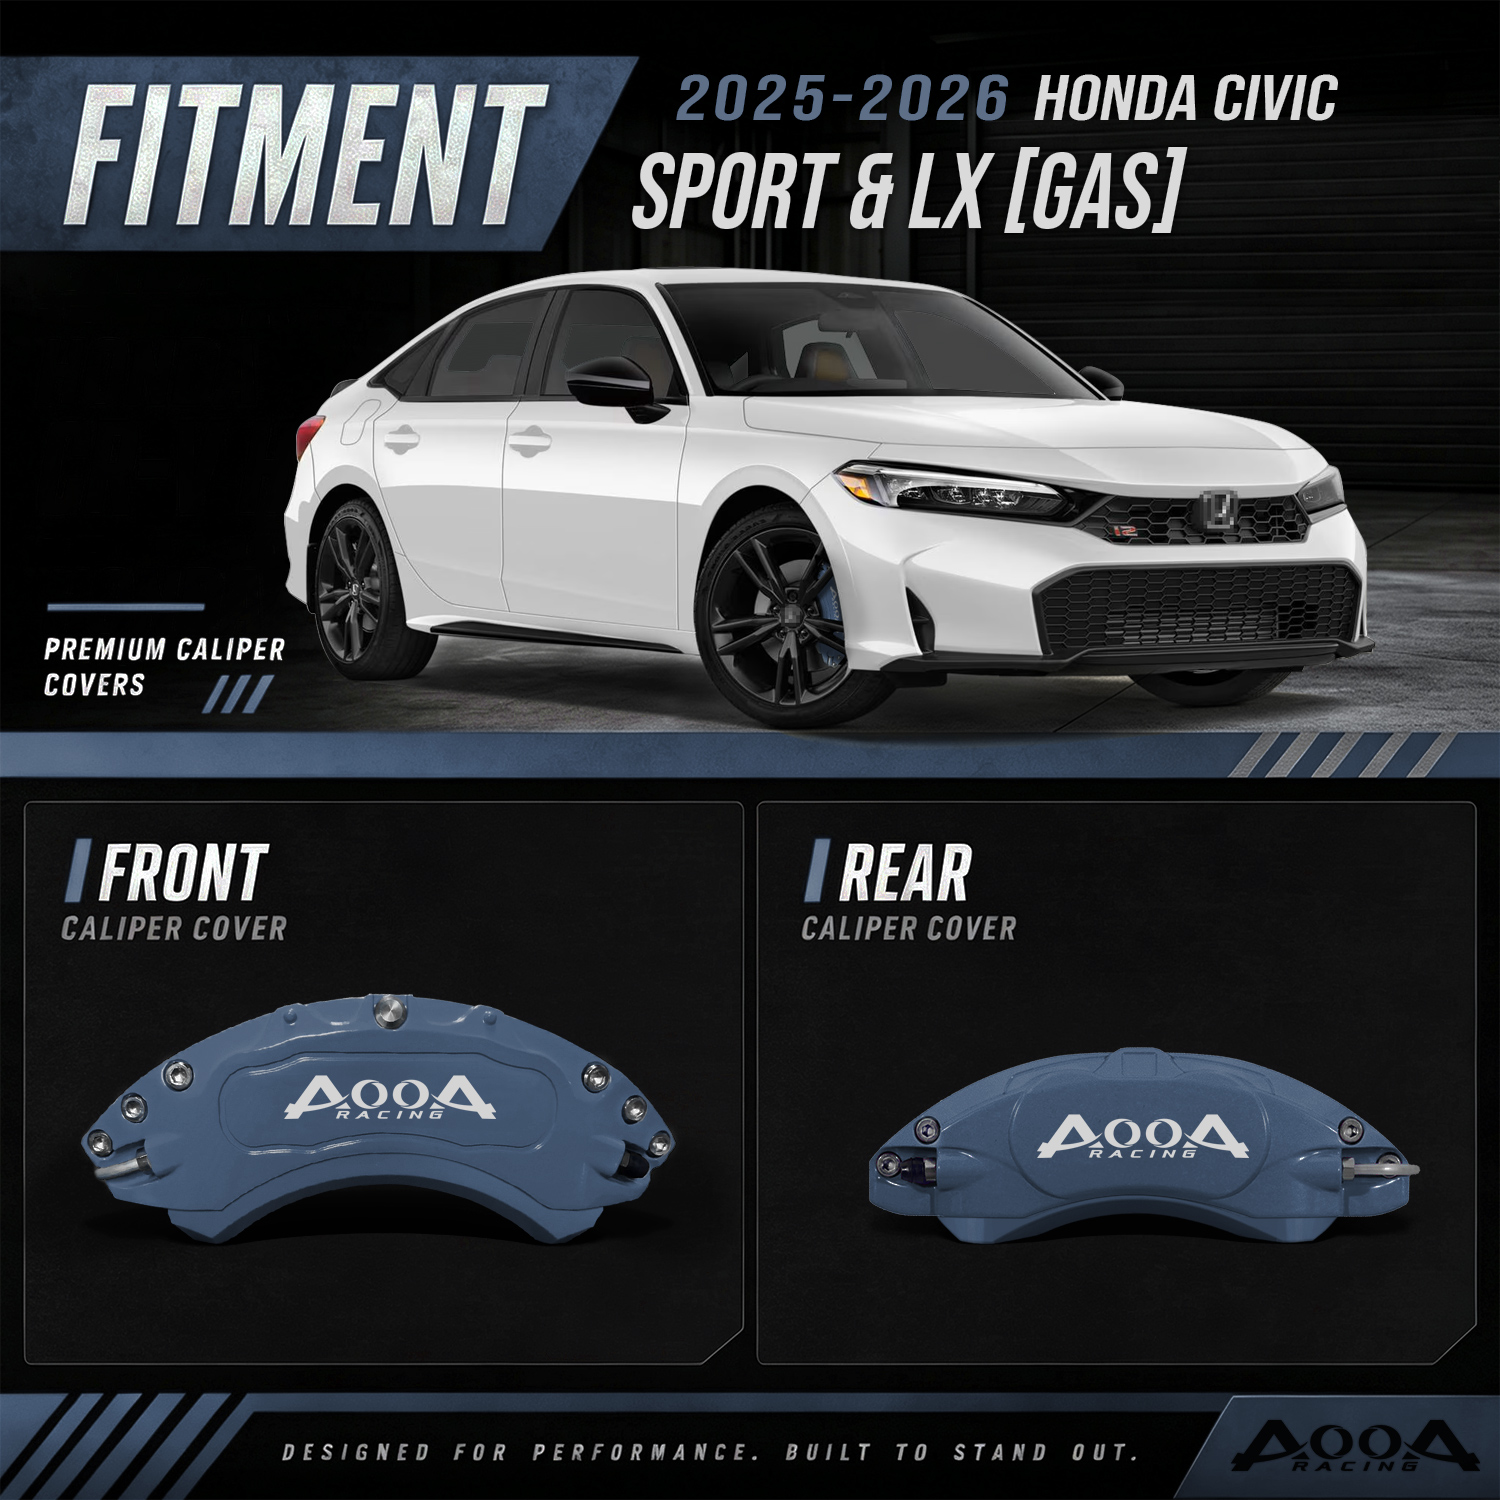 FITMENT
2025-2026 HONDA CIVIC
SPORT & LX [GAS]
PREMIUM CALIPER
COVERS
FRONT
CALIPER COVER
REAR
CALIPER COVER
AOOA
RACING
AOOA
RACING
DESIGNED FOR PERFORMANCE. BUILT TO STAND OUT.
AOOA
RACING